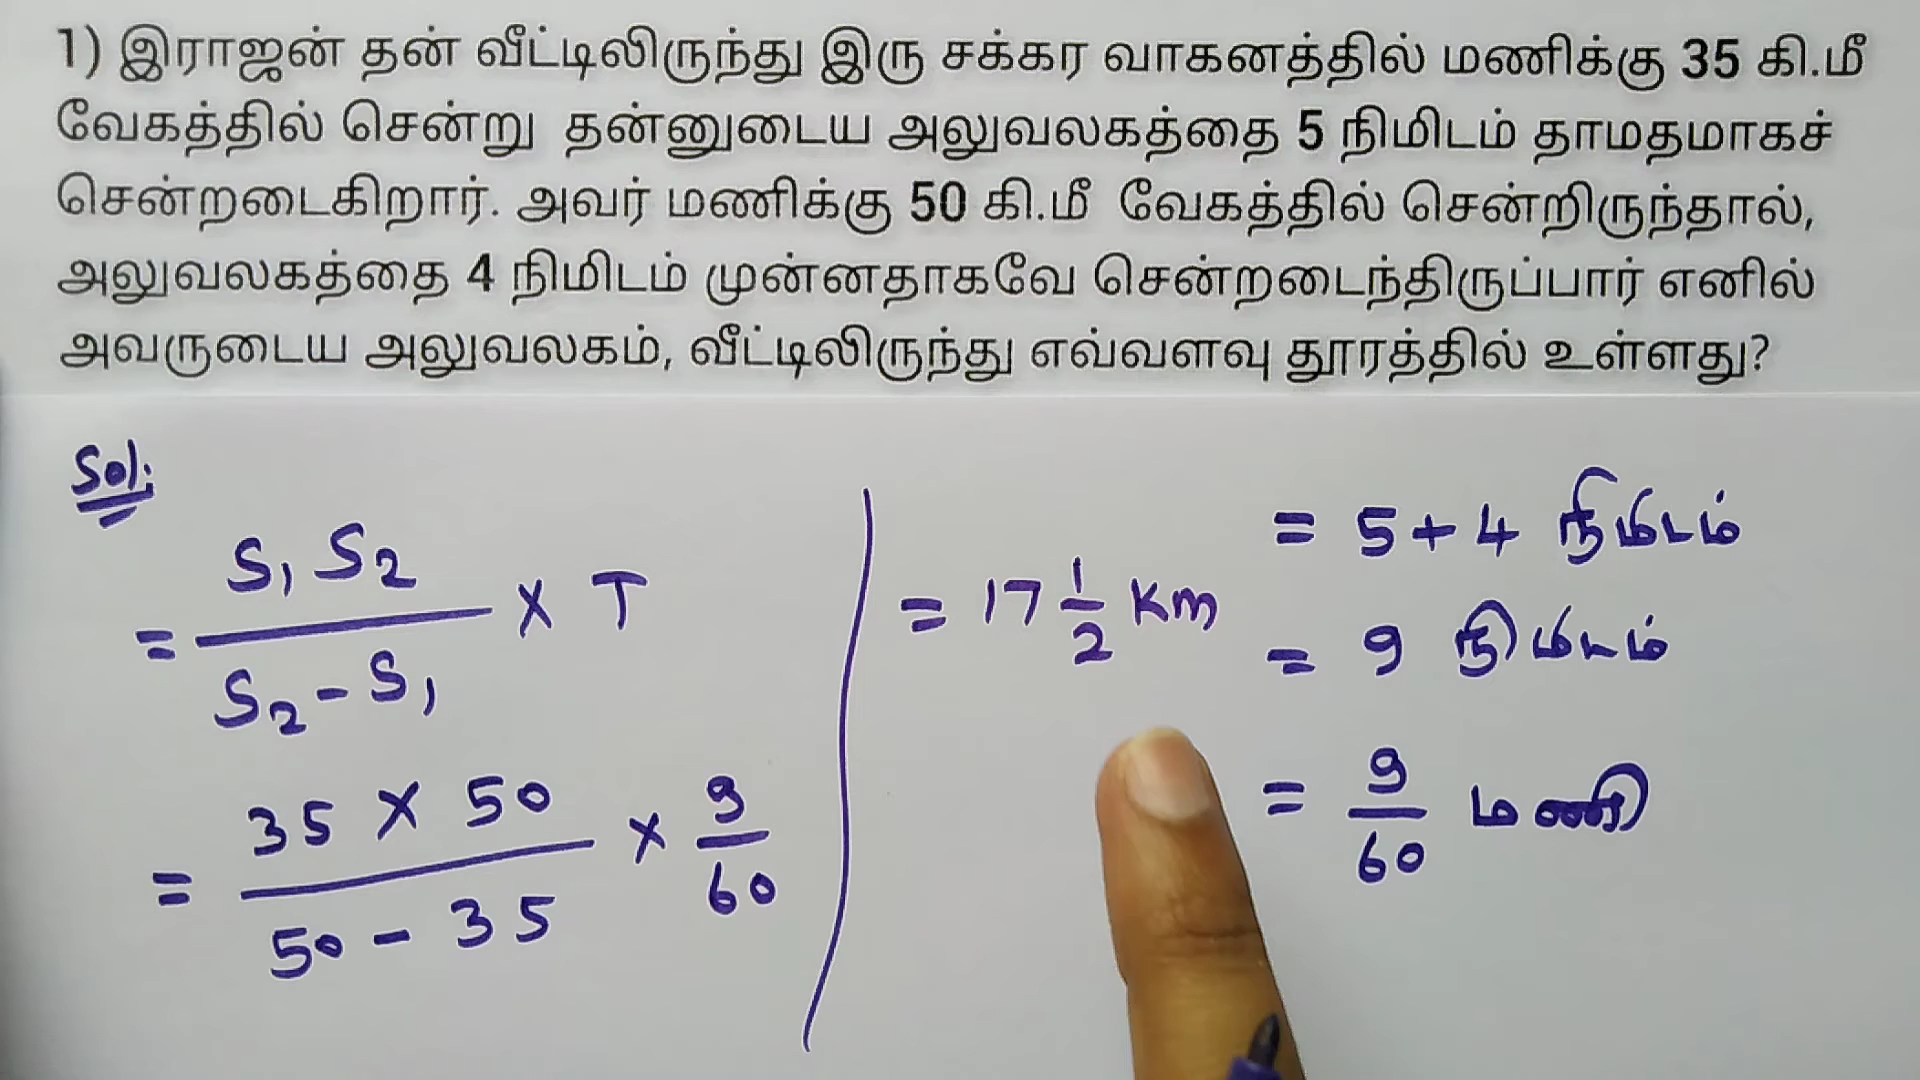 1) இராஜன் தன் வீட்டிலிருந்து இரு சக்கர வாகனத்தில் மணிக்கு 35 கி.மீ
வேகத்தில் சென்று தன்னுடைய அலுவலகத்தை 5 நிமிடம் தாமதமாகச்
சென்றடைகிறார். அவர் மணிக்கு 50 கி.மீ வேகத்தில் சென்றிருந்தால்,
அலுவலகத்தை 4 நிமிடம் முன்னதாகவே சென்றடைந்திருப்பார் எனில்
அவருடைய அலுவலகம், வீட்டிலிருந்து எவ்வளவு தூரத்தில் உள்ளது?
Sol:
= S₁ S₂ / S₂ - S₁ × T
= 35 × 50 / 50 - 35 × 9/60
= 17 1/2 Km
= 5 + 4 நிமிடம்
= 9 நிமிடம்
= 9/60 மணி